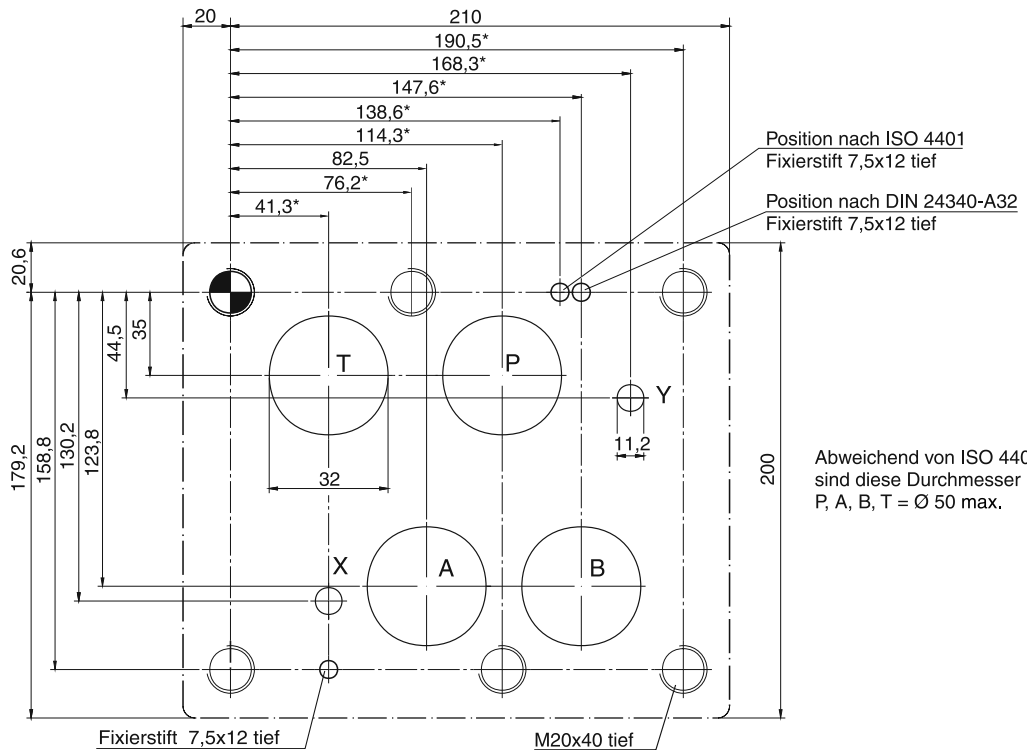 20
210
190,5*
168,3*
147,6*
138,6*
114,3*
82,5
76,2*
41,3*
Position nach ISO 4401
Fixierstift 7,5x12 tief
Position nach DIN 24340-A32
Fixierstift 7,5x12 tief
20,6
35
44,5
T
P
Y
11,2
179,2
158,8
130,2
123,8
32
200
Abweichend von ISO 440
sind diese Durchmesser
P, A, B, T = Ø 50 max.
X
A
B
Fixierstift 7,5x12 tief
M20x40 tief